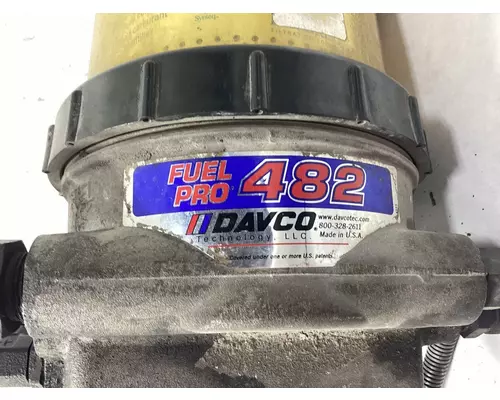 FUEL
PRO 482
DAVCO
Technology, LLC.
www.davcotec.com
800-328-2611
Made in U.S.A.
Covered under one or more U.S. patents